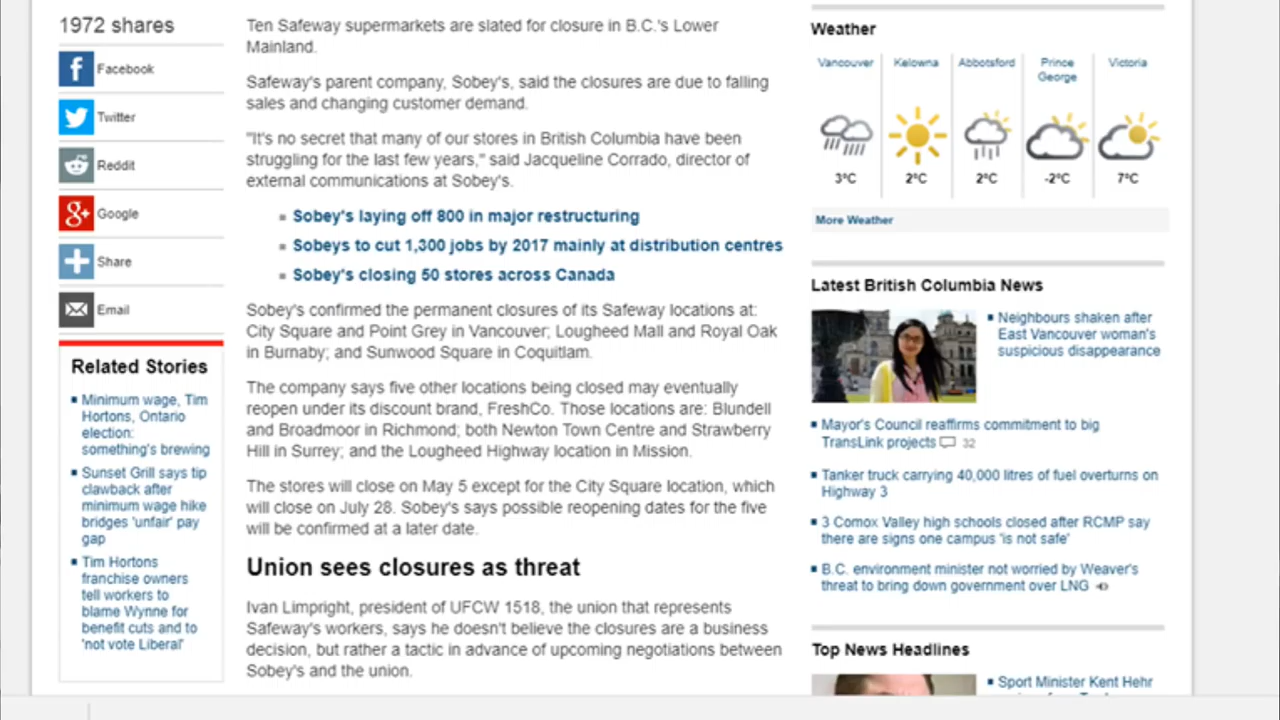 1972 shares
Facebook
Twitter
Reddit
Google
Share
Email
Related Stories
Minimum wage, Tim
Hortons, Ontario
election:
something's brewing
Sunset Grill says tip
clawback after
minimum wage hike
bridges 'unfair' pay
gap
Tim Hortons
franchise owners
tell workers to
blame Wynne for
benefit cuts and to
'not vote Liberal'
Ten Safeway supermarkets are slated for closure in B.C.'s Lower
Mainland.
Safeway's parent company, Sobey's, said the closures are due to falling
sales and changing customer demand.
"It's no secret that many of our stores in British Columbia have been
struggling for the last few years," said Jacqueline Corrado, director of
external communications at Sobey's.
Sobey's laying off 800 in major restructuring
Sobeys to cut 1,300 jobs by 2017 mainly at distribution centres
Sobey's closing 50 stores across Canada
Sobey's confirmed the permanent closures of its Safeway locations at:
City Square and Point Grey in Vancouver; Lougheed Mall and Royal Oak
in Burnaby; and Sunwood Square in Coquitlam.
The company says five other locations being closed may eventually
reopen under its discount brand, FreshCo. Those locations are: Blundell
and Broadmoor in Richmond; both Newton Town Centre and Strawberry
Hill in Surrey; and the Lougheed Highway location in Mission.
The stores will close on May 5 except for the City Square location, which
will close on July 28. Sobey's says possible reopening dates for the five
will be confirmed at a later date.
Union sees closures as threat
Ivan Limpright, president of UFCW 1518, the union that represents
Safeway's workers, says he doesn't believe the closures are a business
decision, but rather a tactic in advance of upcoming negotiations between
Sobey's and the union.
Weather
Vancouver Kelowna Abbotsford Prince George Victoria
3°C 2°C 2°C -2°C 7°C
More Weather
Latest British Columbia News
Neighbours shaken after
East Vancouver woman's
suspicious disappearance
Mayor's Council reaffirms commitment to big
TransLink projects 32
Tanker truck carrying 40,000 litres of fuel overturns on
Highway 3
3 Comox Valley high schools closed after RCMP say
there are signs one campus 'is not safe'
B.C. environment minister not worried by Weaver's
threat to bring down government over LNG
Top News Headlines
Sport Minister Kent Hehr